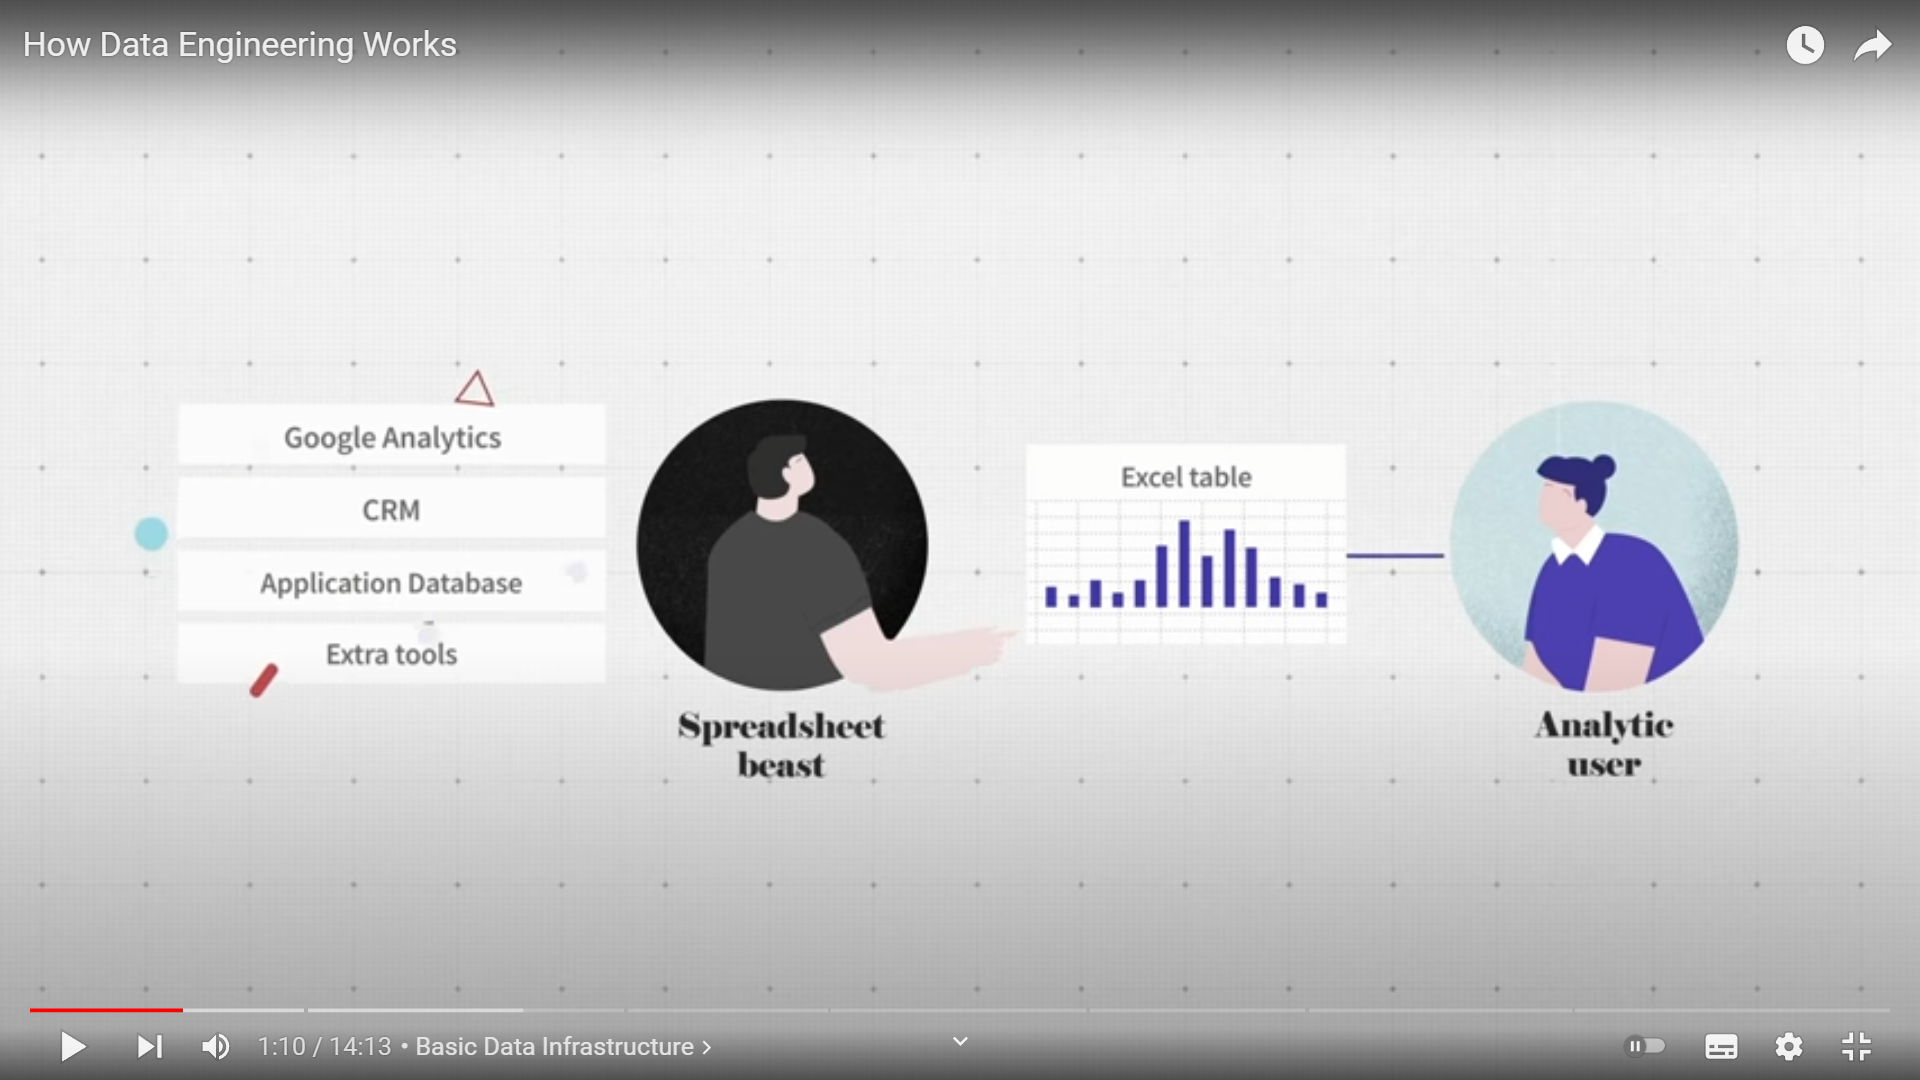 How Data Engineering Works
Google Analytics
CRM
Application Database
Extra tools
Spreadsheet
beast
Excel table
Analytic
user
1:10 / 14:13 • Basic Data Infrastructure